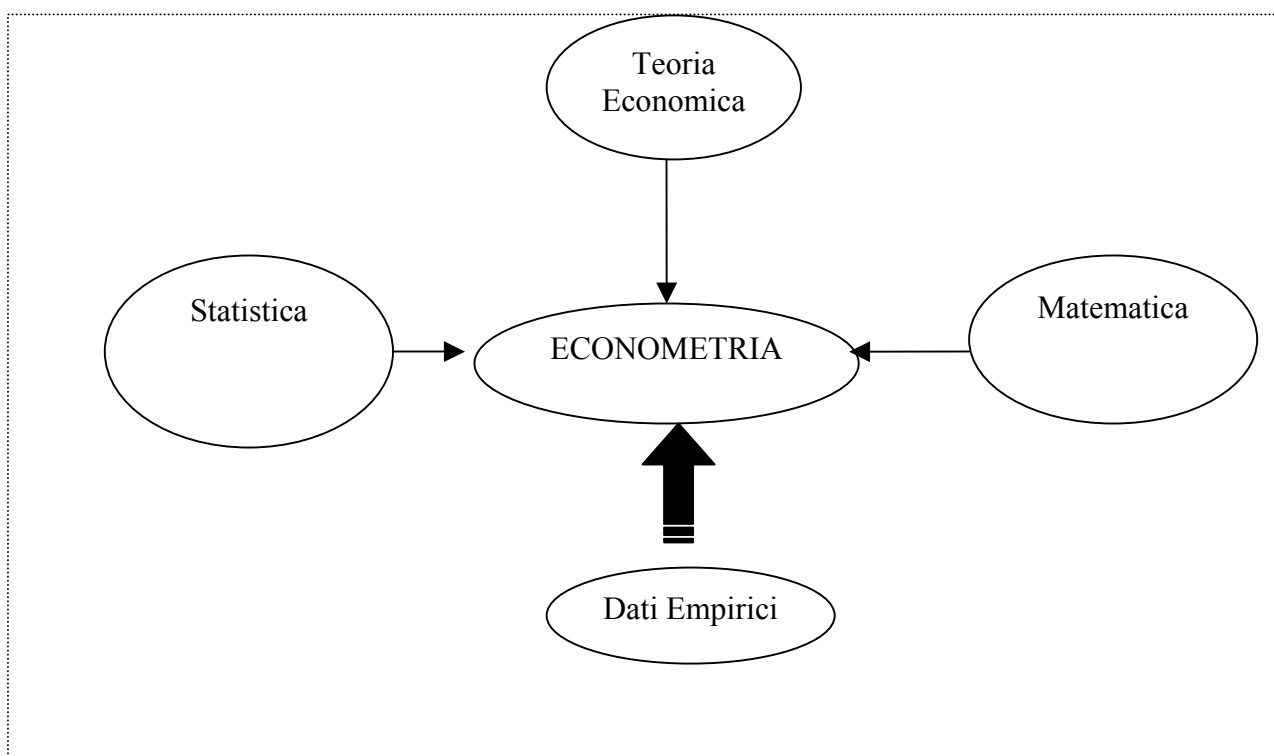 Teoria
Economica
Statistica
ECONOMETRIA
Matematica
Dati Empirici